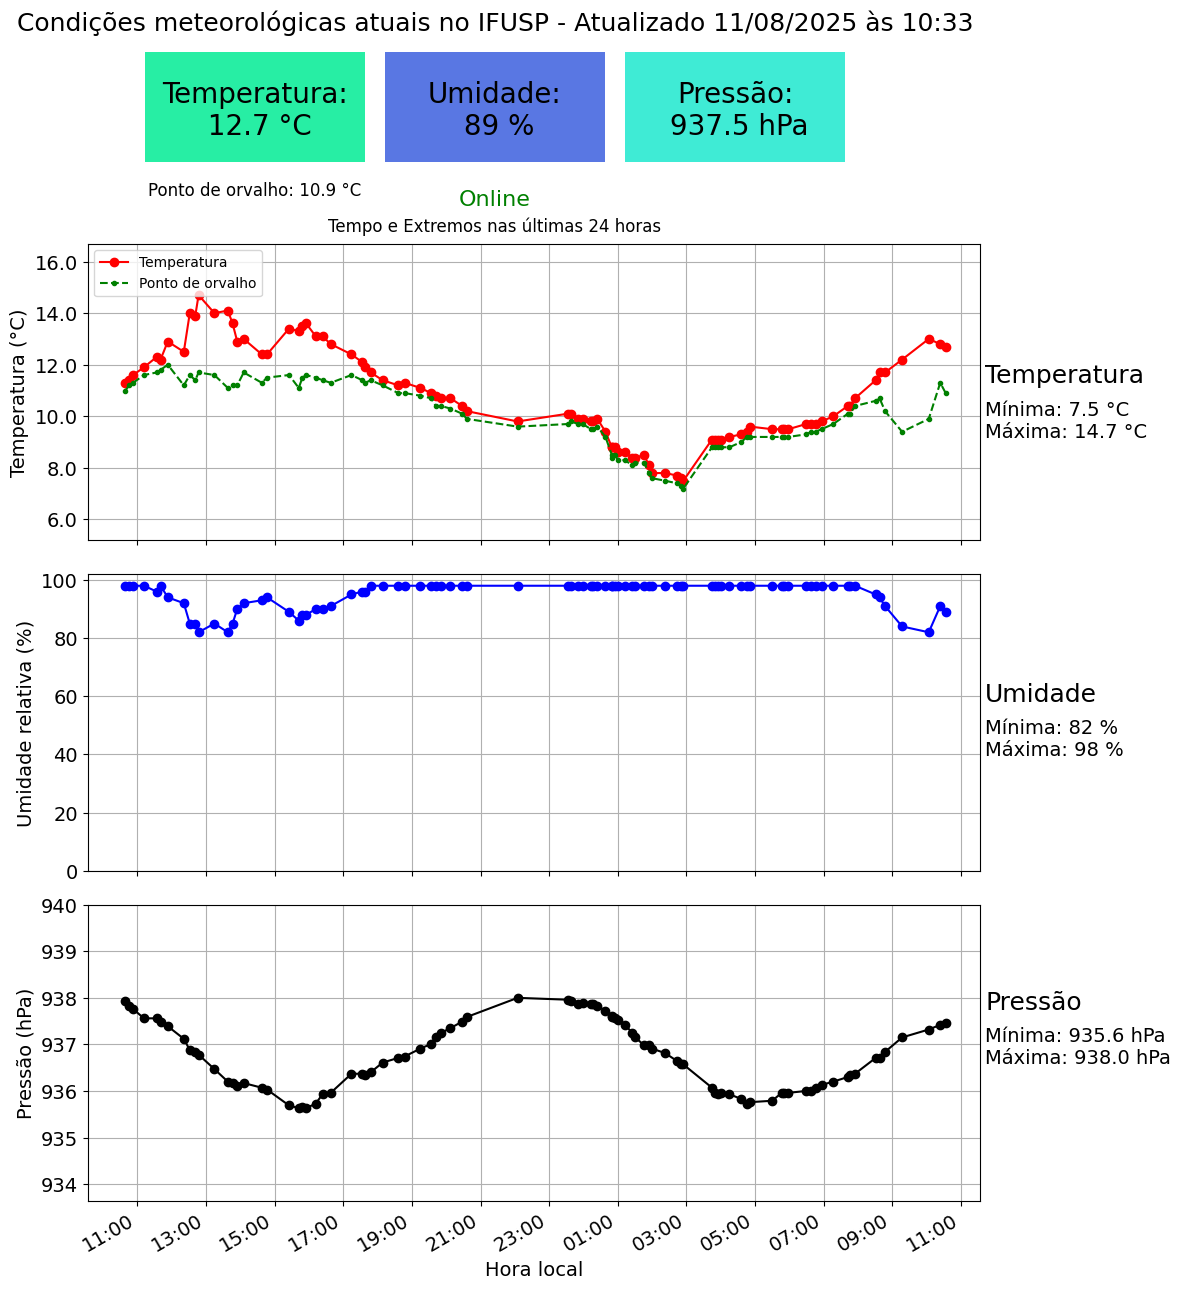 Condições meteorológicas atuais no IFUSP - Atualizado 11/08/2025 às 10:33
Temperatura:
12.7 °C
Umidade:
89 %
Pressão:
937.5 hPa
Ponto de orvalho: 10.9 °C
Online
Tempo e Extremos nas últimas 24 horas
Temperatura
Ponto de orvalho
Temperatura (°C)
16.0
14.0
12.0
10.0
8.0
6.0
Temperatura
Mínima: 7.5 °C
Máxima: 14.7 °C
Umidade relativa (%)
100
80
60
40
20
0
Umidade
Mínima: 82 %
Máxima: 98 %
Pressão (hPa)
940
939
938
937
936
935
934
Pressão
Mínima: 935.6 hPa
Máxima: 938.0 hPa
11:00 13:00 15:00 17:00 19:00 21:00 23:00 01:00 03:00 05:00 07:00 09:00 11:00
Hora local